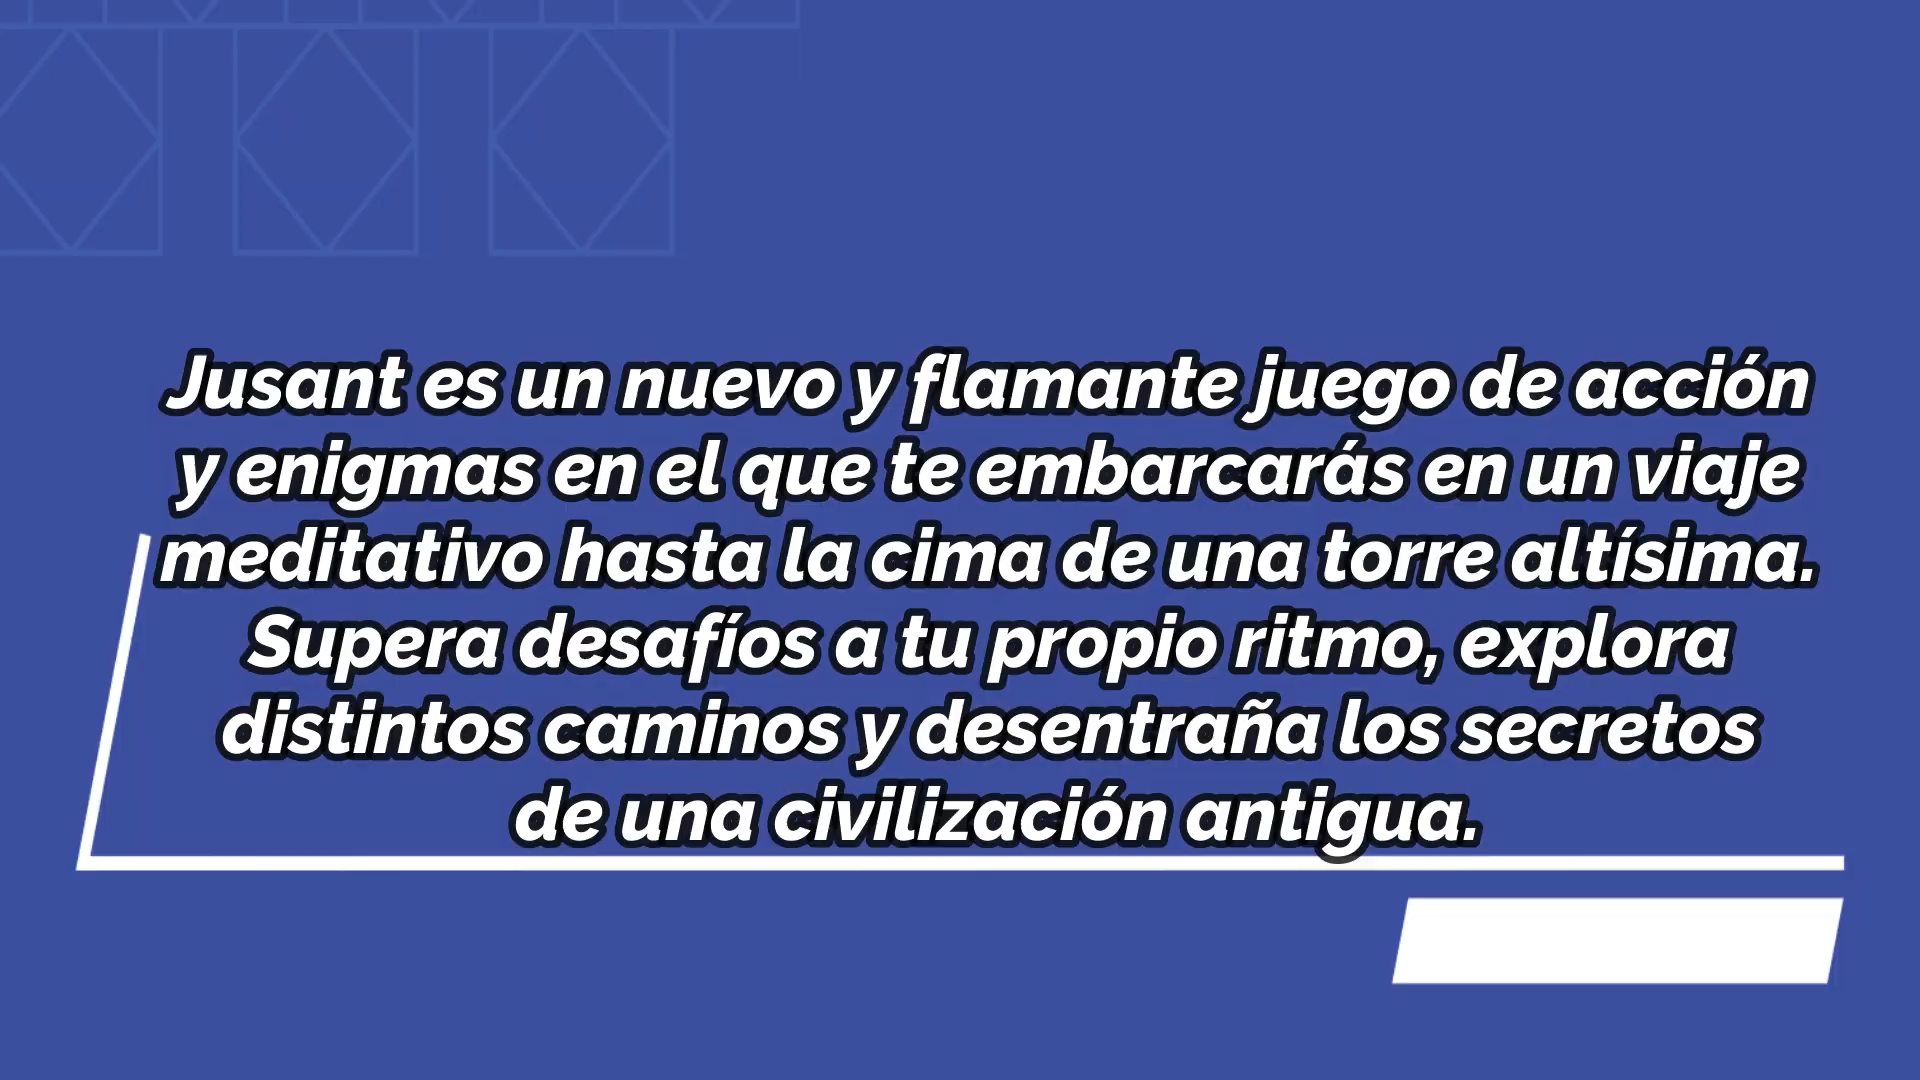 Jusant es un nuevo y flamante juego de acción
y enigmas en el que te embarcarás en un viaje
meditativo hasta la cima de una torre altísima.
Supera desafíos a tu propio ritmo, explora
distintos caminos y desentraña los secretos
de una civilización antigua.